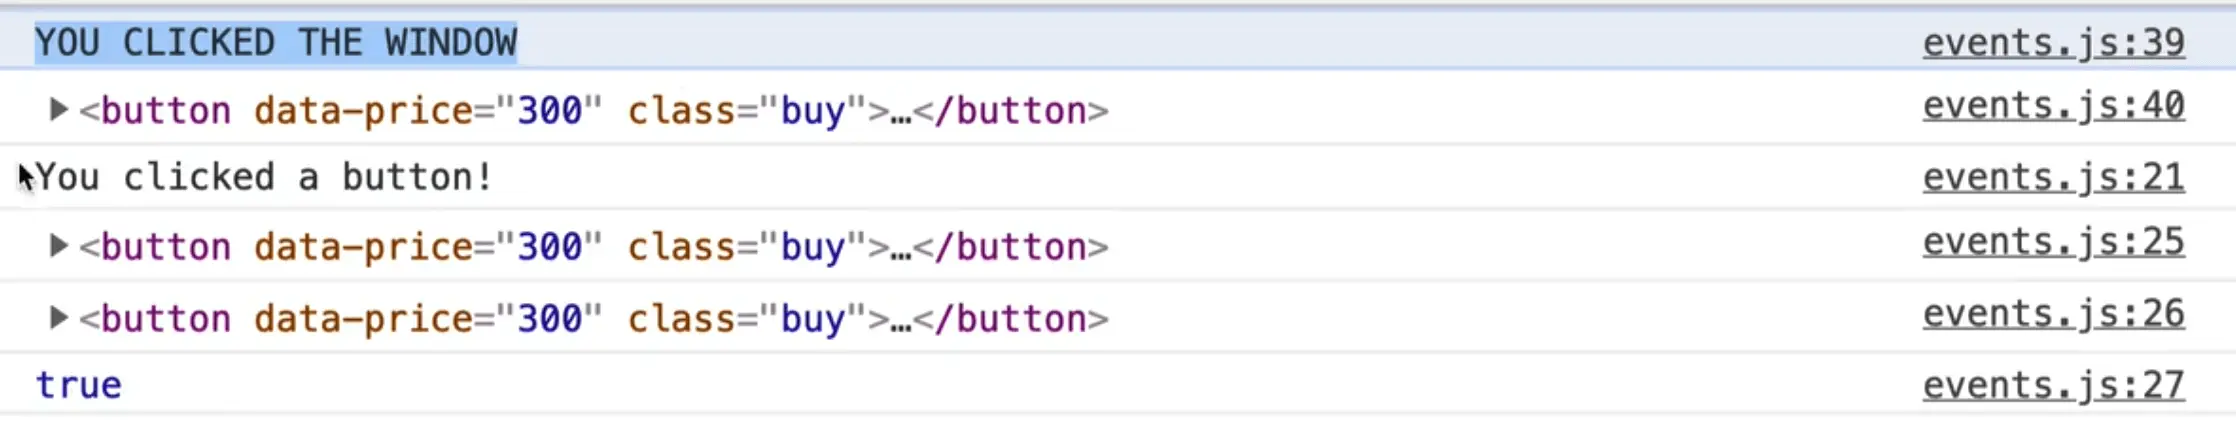 YOU CLICKED THE WINDOW events.js:39
▶<button data-price="300" class="buy">…</button> events.js:40
You clicked a button! events.js:21
▶<button data-price="300" class="buy">…</button> events.js:25
▶<button data-price="300" class="buy">…</button> events.js:26
true events.js:27